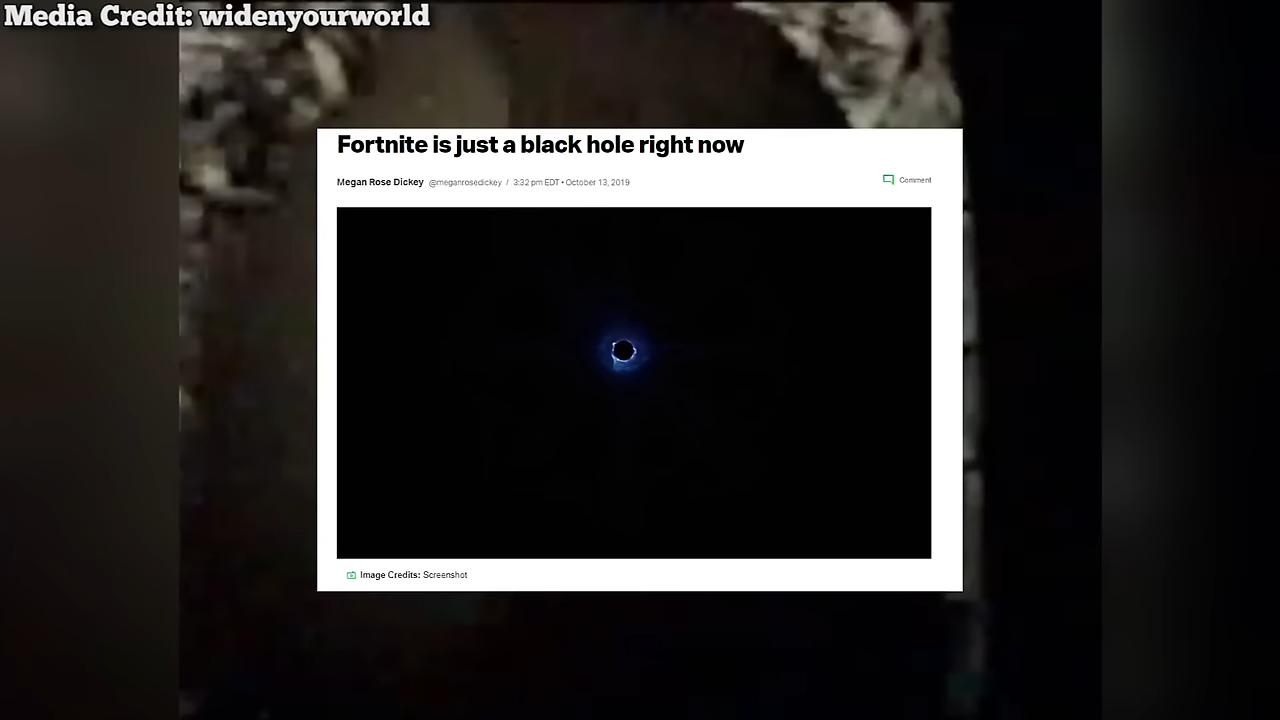 Media Credit: widenyourworld
Fortnite is just a black hole right now
Megan Rose Dickey @meganrosedickey / 3:32 pm EDT • October 13, 2019
Comment
Image Credits: Screenshot